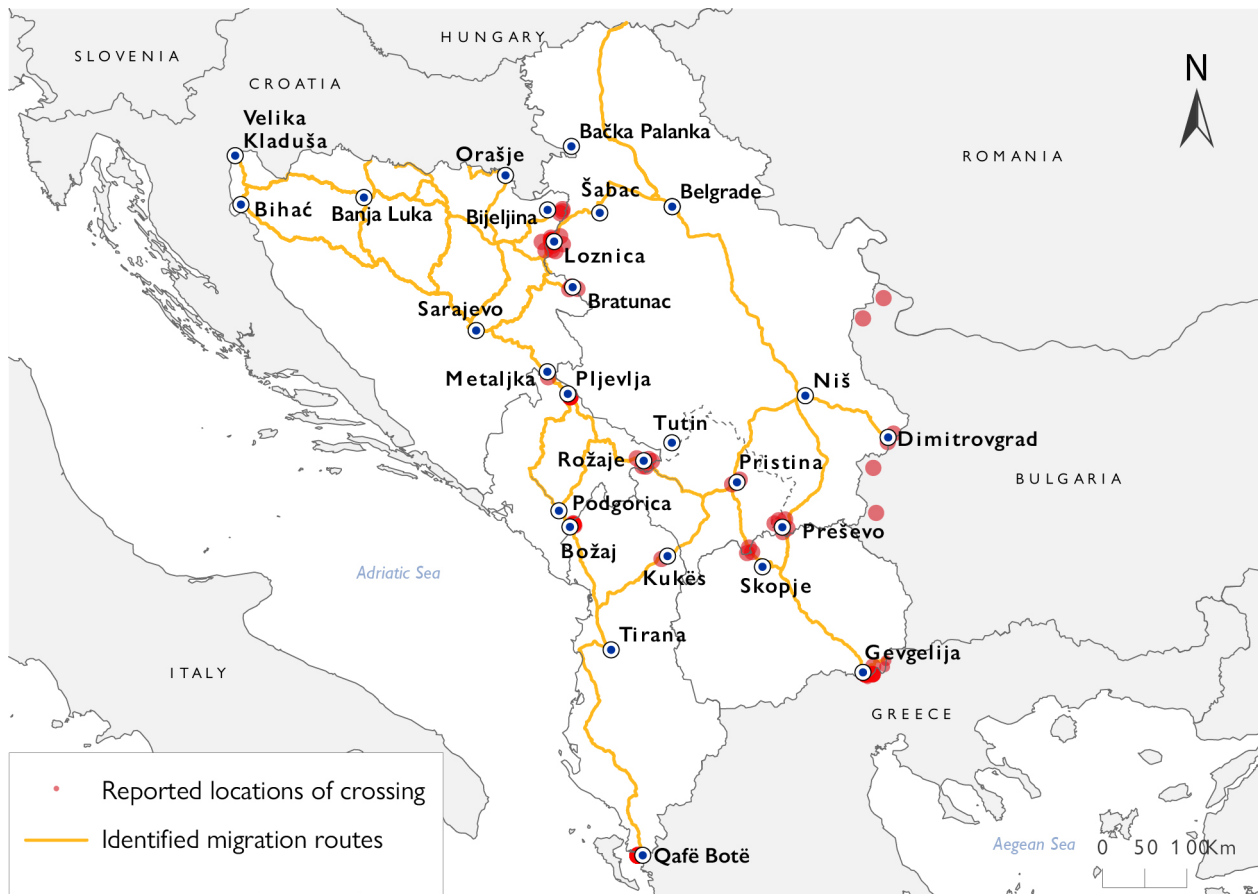 HUNGARY
SLOVENIA
CROATIA
N
Velika
Kladuša
Bačka Palanka
Orašje
ROMANIA
Šabac
Belgrade
Bihać
Banja Luka
Bijeljina
Loznica
Bratunac
Sarajevo
Metaljka
Pljevlja
Niš
Tutin
Dimitrovgrad
Rožaje
Pristina
BULGARIA
Podgorica
Preševo
Božaj
Adriatic Sea
Kukës
Skopje
Tirana
Gevgelija
ITALY
GREECE
Reported locations of crossing
Identified migration routes
Aegean Sea
0 50 100 Km
Qafë Botë